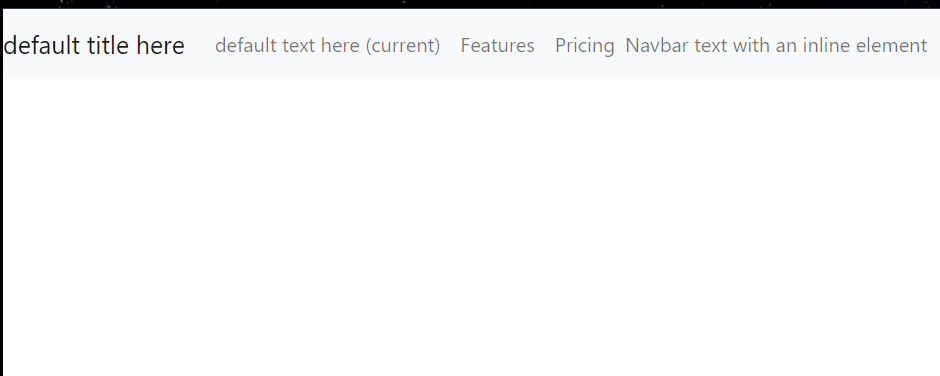 default title here default text here (current) Features Pricing Navbar text with an inline element